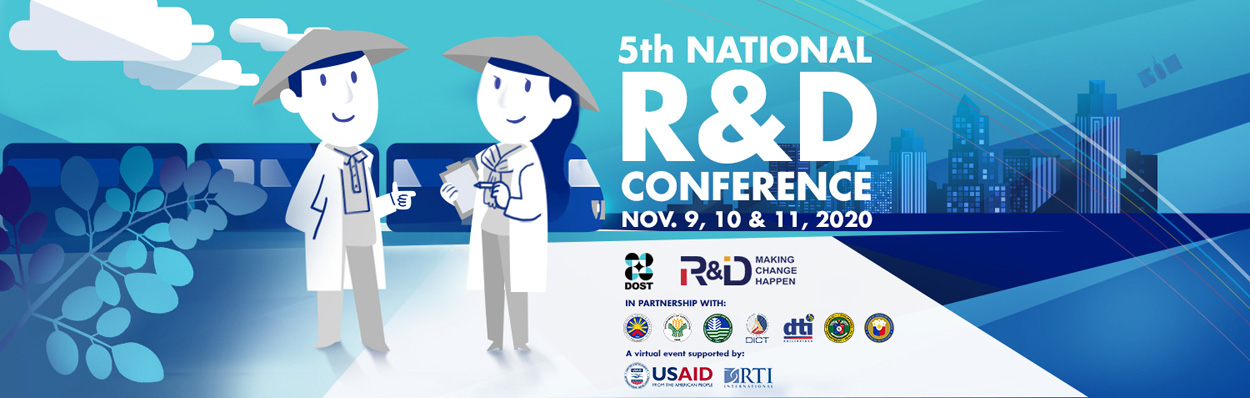 5th NATIONAL
R&D
CONFERENCE
NOV. 9, 10 & 11, 2020
DOST
R&D
MAKING
CHANGE
HAPPEN
IN PARTNERSHIP WITH:
DICT
dti
PHILIPPINES
A virtual event supported by:
USAID
FROM THE AMERICAN PEOPLE
RTI
INTERNATIONAL